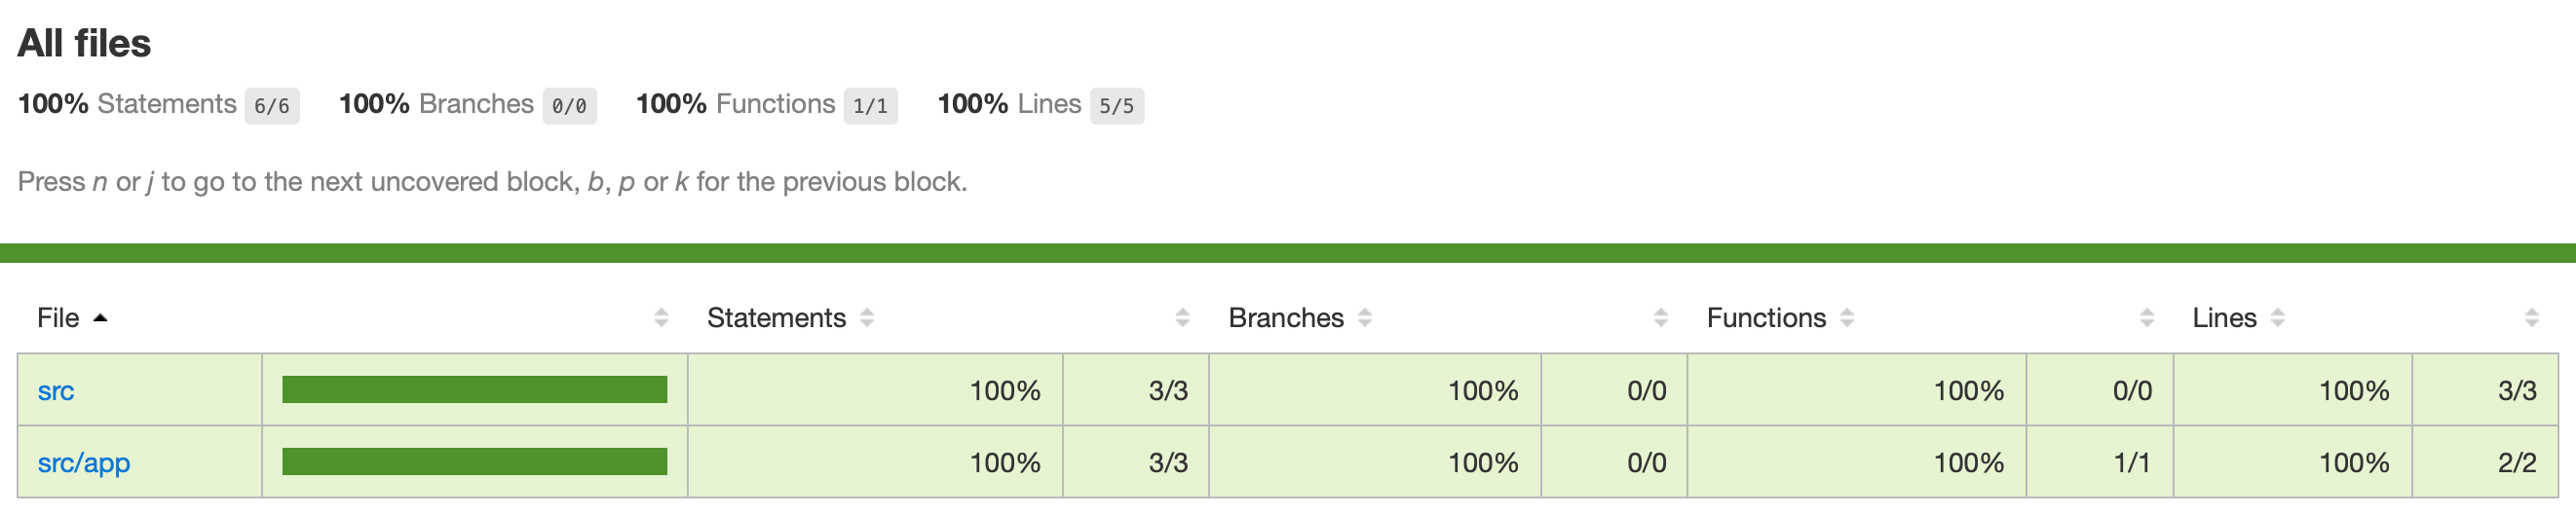 All files
100% Statements 6/6 100% Branches 0/0 100% Functions 1/1 100% Lines 5/5
Press n or j to go to the next uncovered block, b, p or k for the previous block.
File Statements Branches Functions Lines
src 100% 3/3 100% 0/0 100% 0/0 100% 3/3
src/app 100% 3/3 100% 0/0 100% 1/1 100% 2/2